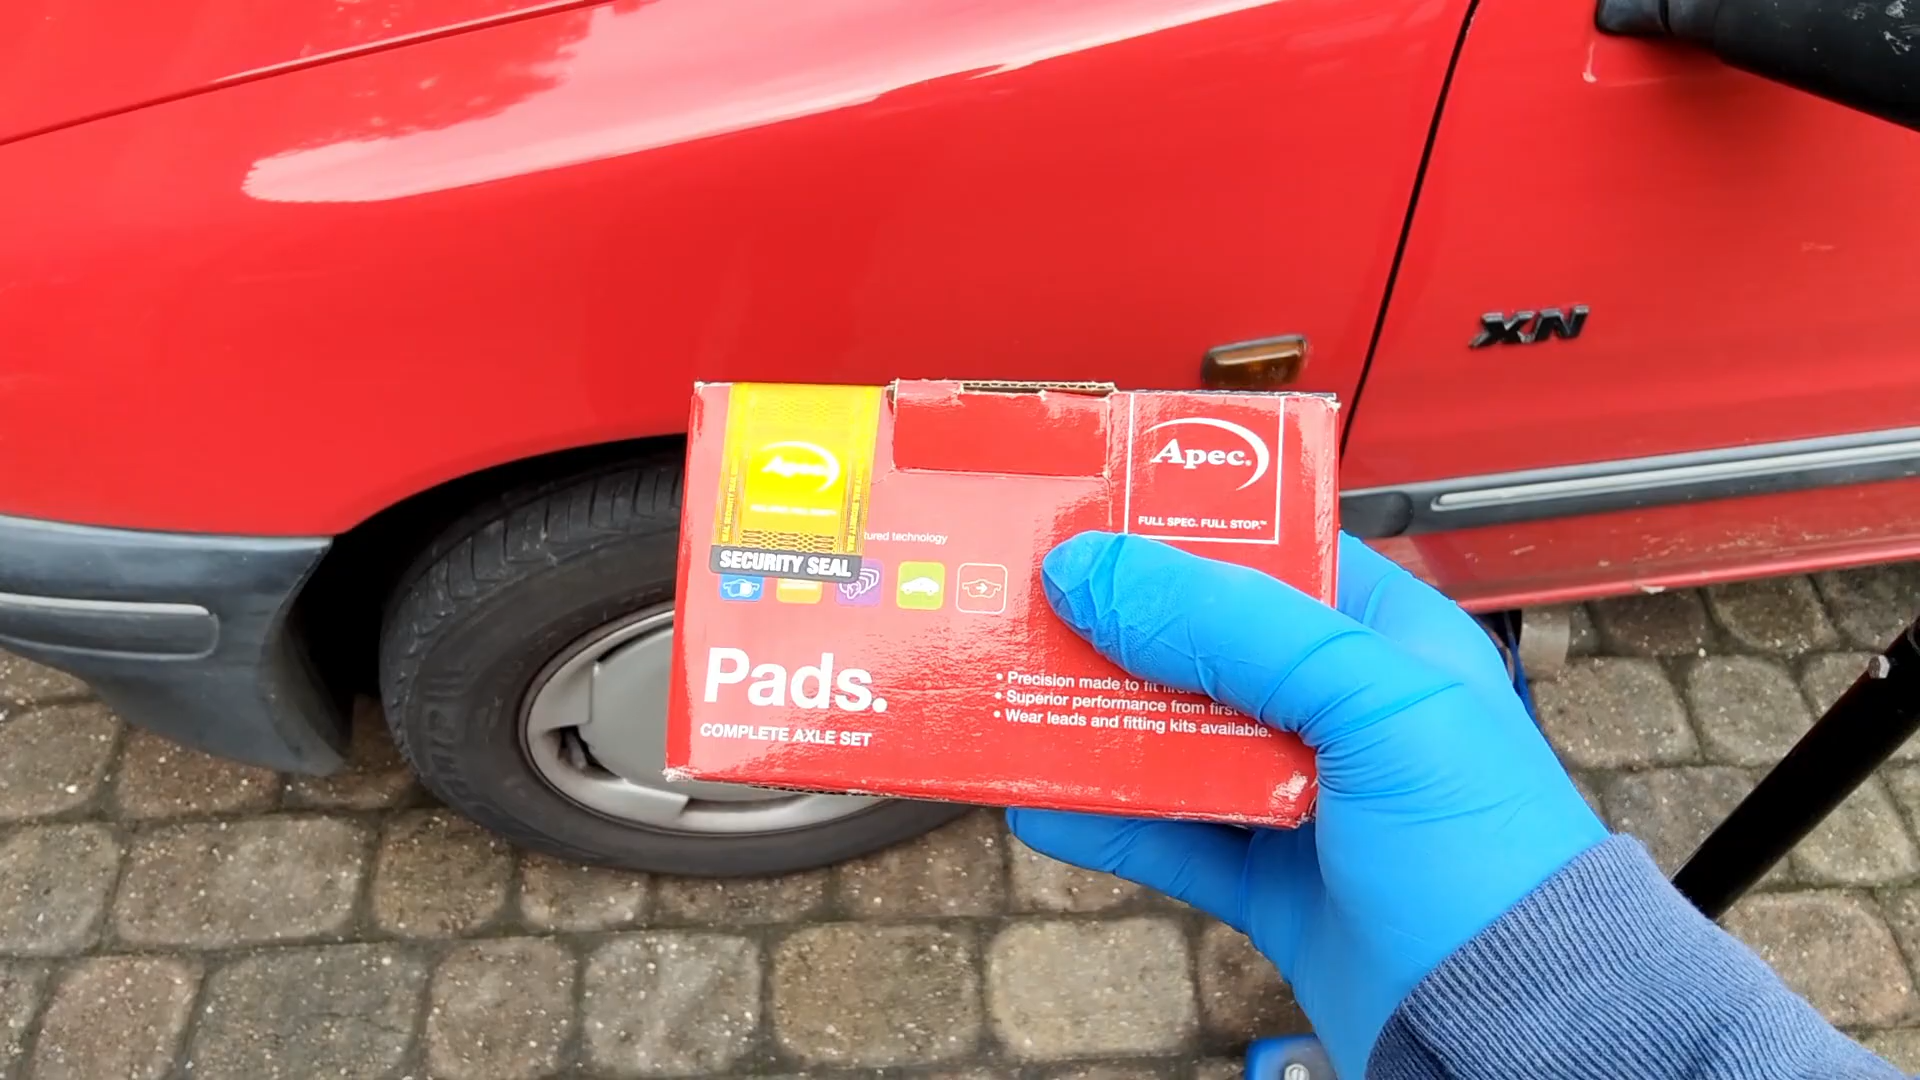 XN
Apec
Apec.
FULL SPEC. FULL STOP.™
SECURITY SEAL
technology
Pads.
COMPLETE AXLE SET
• Precision made to fit
• Superior performance from first
• Wear leads and fitting kits available.